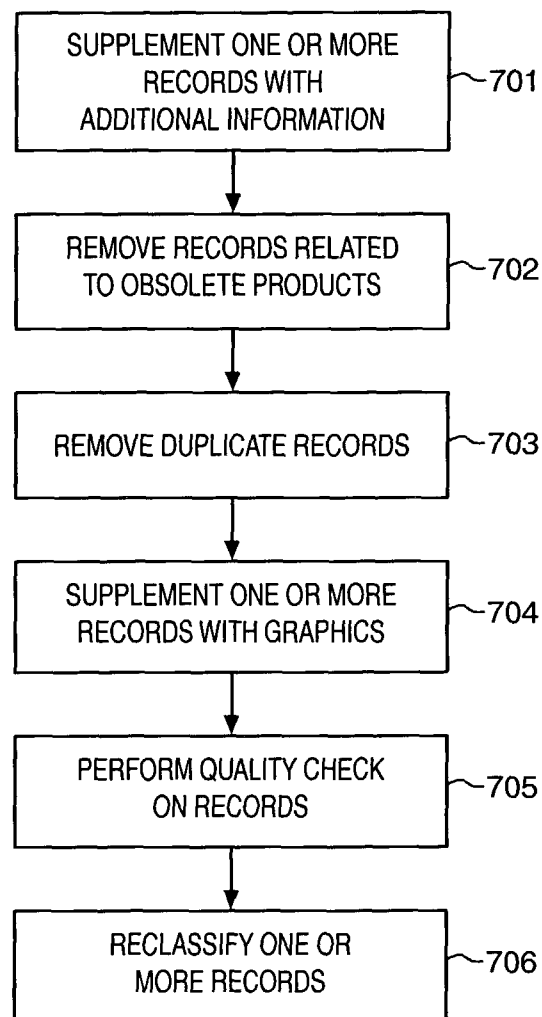 SUPPLEMENT ONE OR MORE
RECORDS WITH
ADDITIONAL INFORMATION
701
REMOVE RECORDS RELATED
TO OBSOLETE PRODUCTS
702
REMOVE DUPLICATE RECORDS
703
SUPPLEMENT ONE OR MORE
RECORDS WITH GRAPHICS
704
PERFORM QUALITY CHECK
ON RECORDS
705
RECLASSIFY ONE OR
MORE RECORDS
706